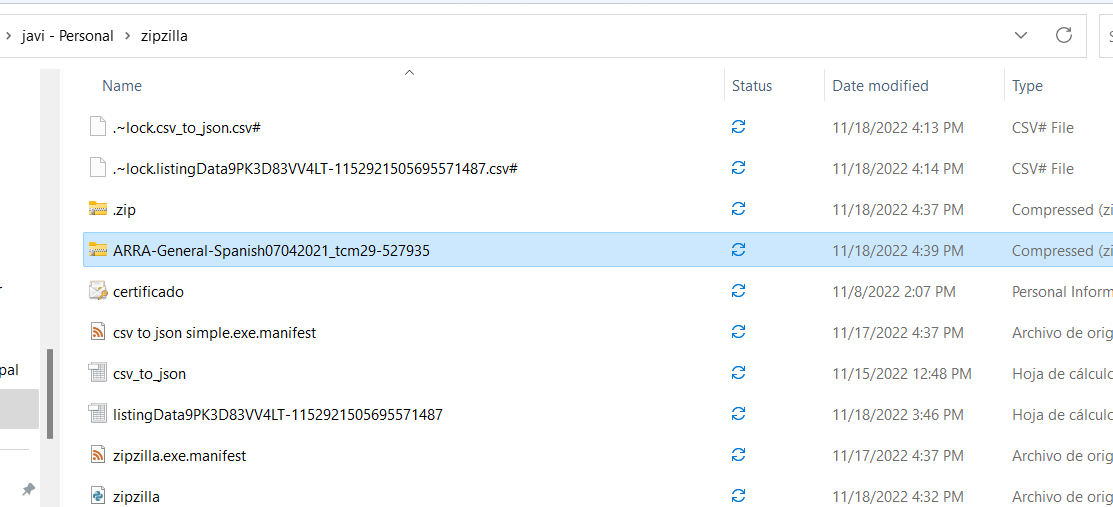 javi - Personal > zipzilla
Name Status Date modified Type
.~lock.csv_to_json.csv# 11/18/2022 4:13 PM CSV# File
.~lock.listingData9PK3D83VV4LT-1152921505695571487.csv# 11/18/2022 4:14 PM CSV# File
.zip 11/18/2022 4:37 PM Compressed (zi
ARRA-General-Spanish07042021_tcm29-527935 11/18/2022 4:39 PM Compressed (zi
certificado 11/8/2022 2:07 PM Personal Inform
csv to json simple.exe.manifest 11/17/2022 4:37 PM Archivo de orig
pal csv_to_json 11/15/2022 12:48 PM Hoja de cálculo
listingData9PK3D83VV4LT-1152921505695571487 11/18/2022 3:46 PM Hoja de cálculo
zipzilla.exe.manifest 11/17/2022 4:37 PM Archivo de orig
zipzilla 11/18/2022 4:32 PM Archivo de orig